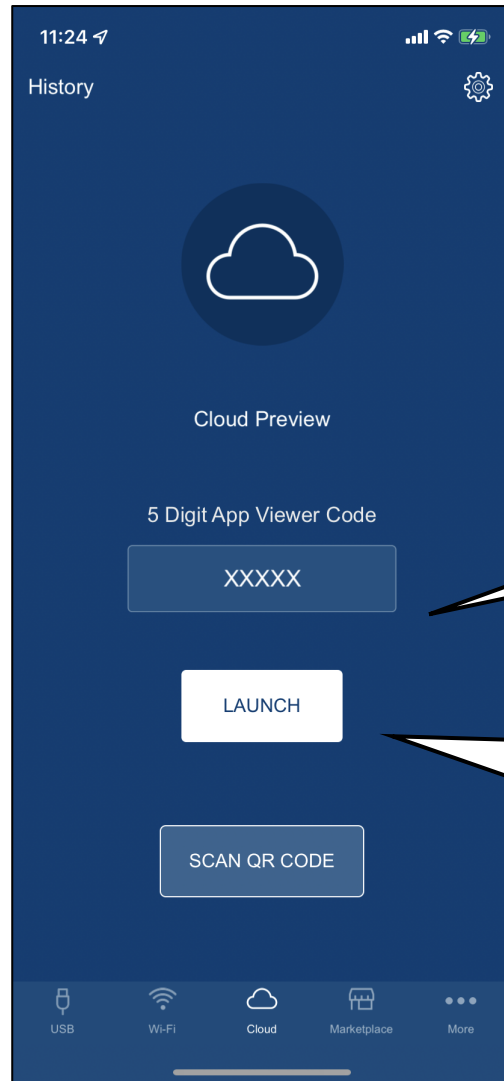 11:24
History
Cloud Preview
5 Digit App Viewer Code
XXXXX
LAUNCH
SCAN QR CODE
USB Wi-Fi Cloud Marketplace More